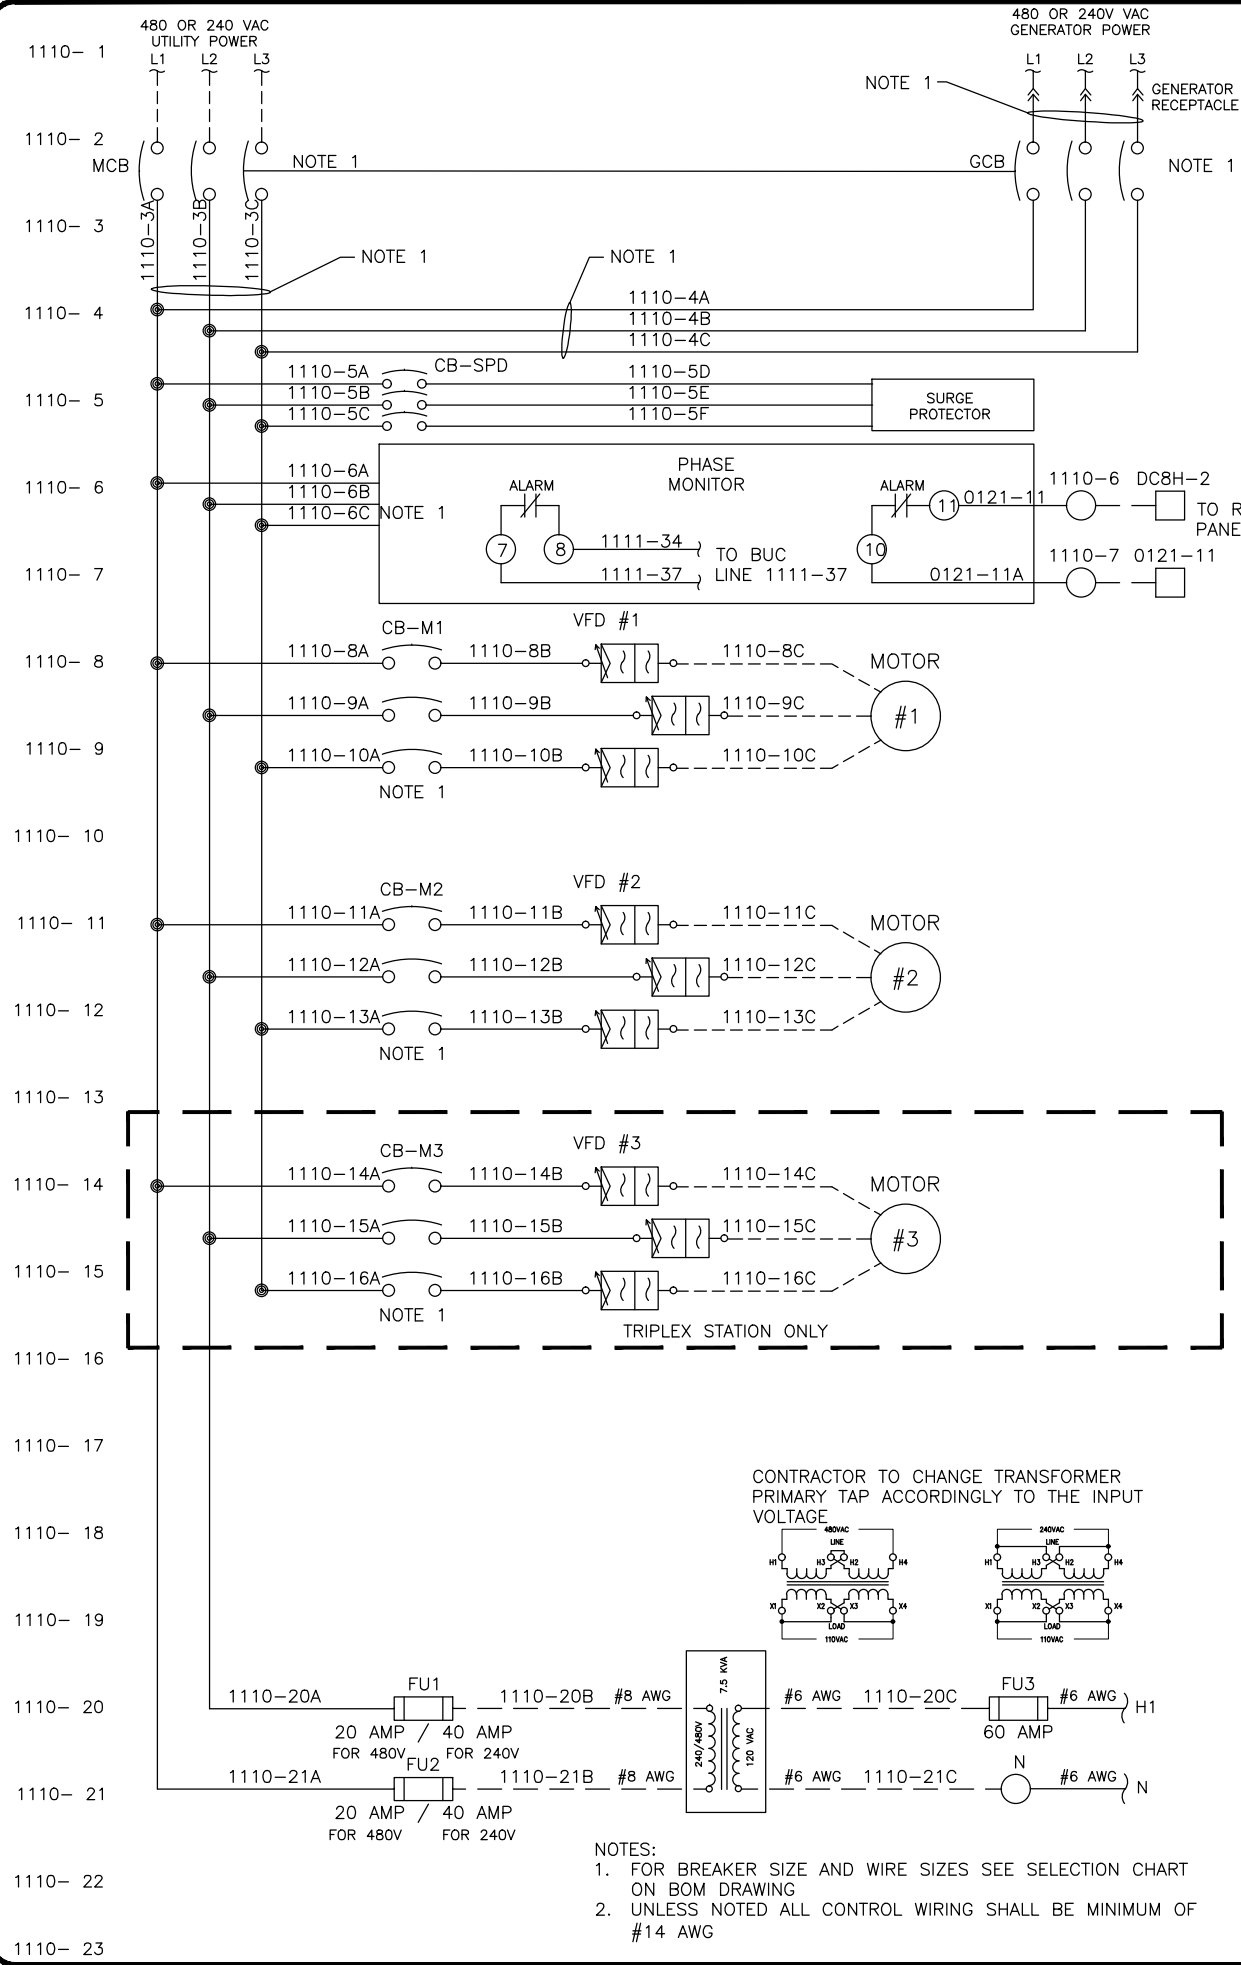 480 OR 240 VAC
UTILITY POWER
L1 L2 L3
480 OR 240V VAC
GENERATOR POWER
L1 L2 L3
1110- 1
NOTE 1
GENERATOR
RECEPTACLE
1110- 2
MCB
NOTE 1
GCB
NOTE 1
1110- 3
1110-3A
1110-3B
1110-3C
NOTE 1
NOTE 1
1110- 4
1110-4A
1110-4B
1110-4C
1110- 5
1110-5A CB-SPD 1110-5D
1110-5B 1110-5E
1110-5C 1110-5F
SURGE
PROTECTOR
1110- 6
1110-6A
1110-6B
1110-6C NOTE 1
PHASE
MONITOR
ALARM
7 8
1111-34
1111-37
TO BUC
LINE 1111-37
ALARM
11 0121-11 1110-6 DC8H-2
TO R
PANE
10
0121-11A 1110-7 0121-11
1110- 7
CB-M1 VFD #1
1110- 8
1110-8A 1110-8B 1110-8C MOTOR
1110-9A 1110-9B 1110-9C #1
1110- 9
1110-10A 1110-10B 1110-10C
NOTE 1
1110- 10
CB-M2 VFD #2
1110- 11
1110-11A 1110-11B 1110-11C MOTOR
1110-12A 1110-12B 1110-12C #2
1110- 12
1110-13A 1110-13B 1110-13C
NOTE 1
1110- 13
CB-M3 VFD #3
1110- 14
1110-14A 1110-14B 1110-14C MOTOR
1110-15A 1110-15B 1110-15C #3
1110- 15
1110-16A 1110-16B 1110-16C
NOTE 1
TRIPLEX STATION ONLY
1110- 16
1110- 17
CONTRACTOR TO CHANGE TRANSFORMER
PRIMARY TAP ACCORDINGLY TO THE INPUT
VOLTAGE
1110- 18
480VAC
LINE
H1 H3 H2 H4
X1 X2 X3 X4
LOAD
110VAC
240VAC
LINE
H1 H3 H2 H4
X1 X2 X3 X4
LOAD
110VAC
1110- 19
1110- 20
1110-20A FU1 1110-20B #8 AWG
20 AMP / 40 AMP
FOR 480V FOR 240V
7.5 KVA
240/480V
120 VAC
#6 AWG 1110-20C FU3 #6 AWG H1
60 AMP
1110- 21
1110-21A FU2 1110-21B #8 AWG
20 AMP / 40 AMP
FOR 480V FOR 240V
#6 AWG 1110-21C N #6 AWG N
NOTES:
1. FOR BREAKER SIZE AND WIRE SIZES SEE SELECTION CHART
ON BOM DRAWING
1110- 22
2. UNLESS NOTED ALL CONTROL WIRING SHALL BE MINIMUM OF
#14 AWG
1110- 23